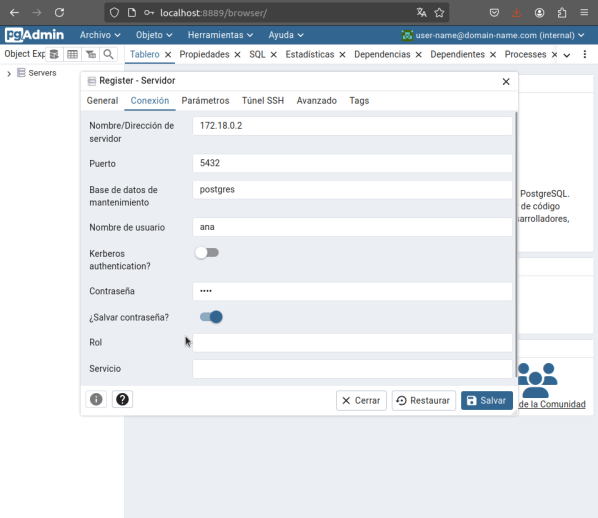 localhost:8889/browser/
pgAdmin Archivo Objeto Herramientas Ayuda user-name@domain-name.com (internal)
Object Exp Tablero Propiedades SQL Estadísticas Dependencias Dependientes Processes
Servers
Register - Servidor
General Conexión Parámetros Túnel SSH Avanzado Tags
Nombre/Dirección de
servidor
172.18.0.2
Puerto
5432
Base de datos de
mantenimiento
postgres
PostgreSQL.
de código
Nombre de usuario
ana
Kerberos
authentication?
Contraseña
••••
¿Salvar contraseña?
Rol
Servicio
Cerrar Restaurar Salvar
de la Comunidad